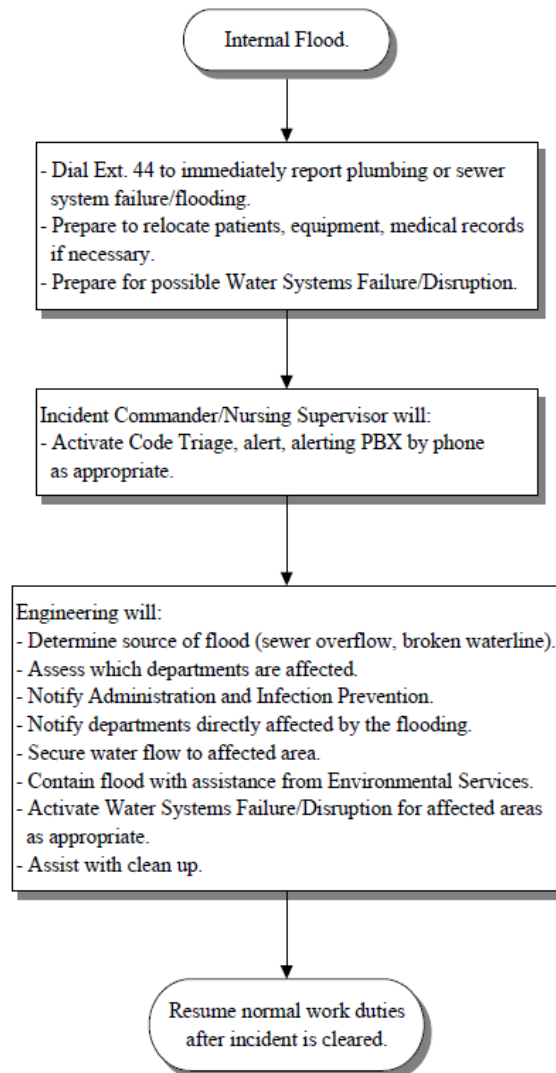 Internal Flood.
- Dial Ext. 44 to immediately report plumbing or sewer
system failure/flooding.
- Prepare to relocate patients, equipment, medical records
if necessary.
- Prepare for possible Water Systems Failure/Disruption.
Incident Commander/Nursing Supervisor will:
- Activate Code Triage, alert, alerting PBX by phone
as appropriate.
Engineering will:
- Determine source of flood (sewer overflow, broken waterline).
- Assess which departments are affected.
- Notify Administration and Infection Prevention.
- Notify departments directly affected by the flooding.
- Secure water flow to affected area.
- Contain flood with assistance from Environmental Services.
- Activate Water Systems Failure/Disruption for affected areas
as appropriate.
- Assist with clean up.
Resume normal work duties
after incident is cleared.